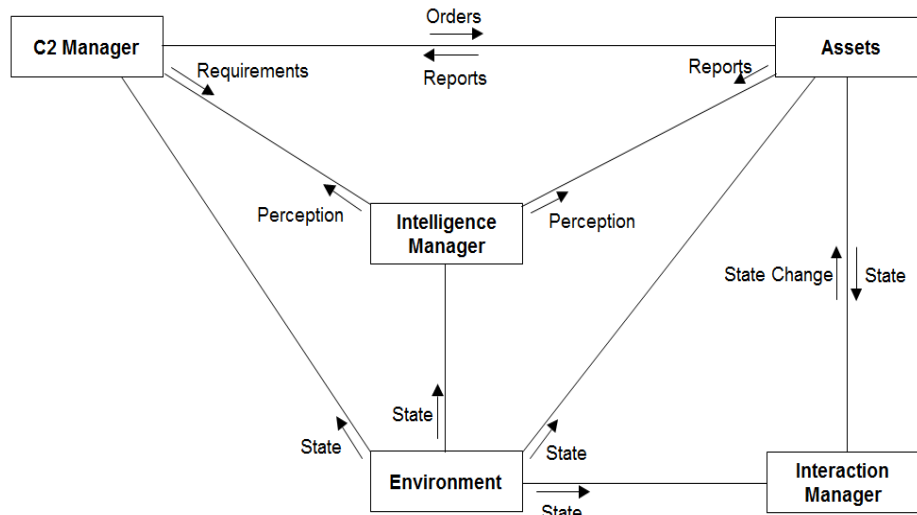 Orders
C2 Manager
Assets
Reports
Requirements
Reports
Perception
Intelligence
Manager
Perception
State Change
State
State
State
State
Environment
Interaction
Manager
State